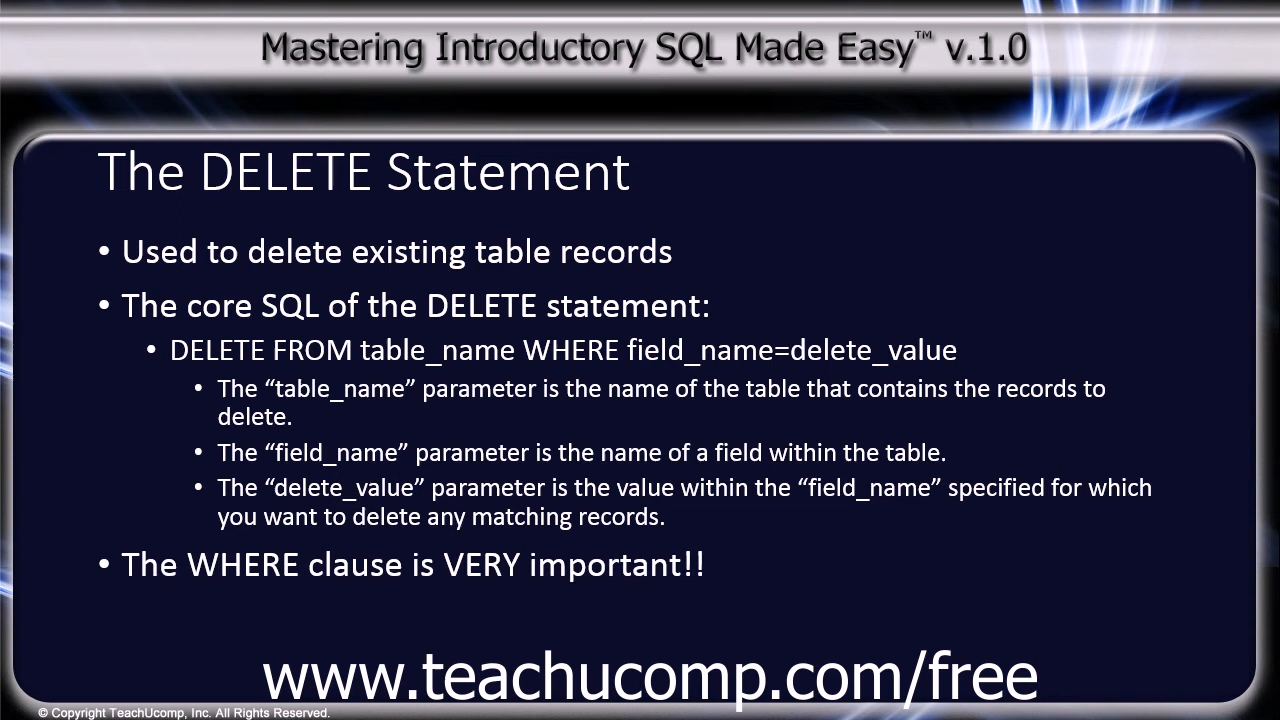 Mastering Introductory SQL Made Easy™ v.1.0
The DELETE Statement
• Used to delete existing table records
• The core SQL of the DELETE statement:
• DELETE FROM table_name WHERE field_name=delete_value
• The “table_name” parameter is the name of the table that contains the records to
delete.
• The “field_name” parameter is the name of a field within the table.
• The “delete_value” parameter is the value within the “field_name” specified for which
you want to delete any matching records.
• The WHERE clause is VERY important!!
www.teachucomp.com/free
© Copyright TeachUcomp, Inc. All Rights Reserved.